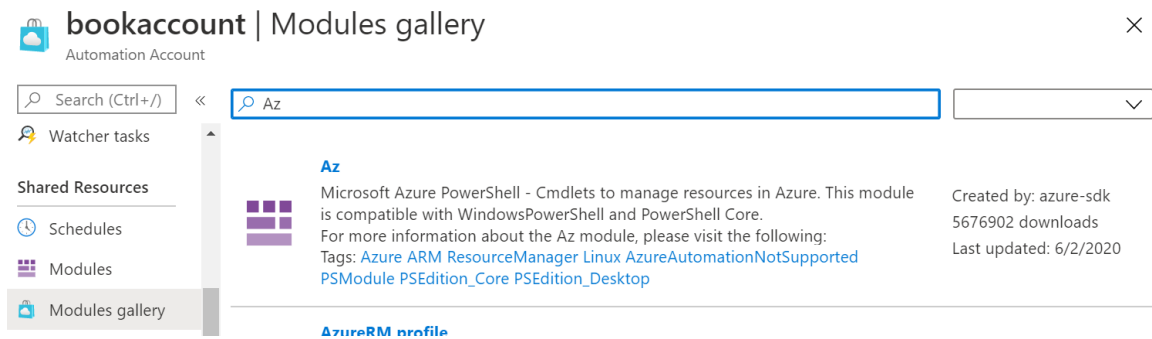 bookaccount | Modules gallery
Automation Account
Search (Ctrl+/)
«
Az
Watcher tasks
Shared Resources
Schedules
Modules
Modules gallery
Az
Microsoft Azure PowerShell - Cmdlets to manage resources in Azure. This module
is compatible with WindowsPowerShell and PowerShell Core.
For more information about the Az module, please visit the following:
Tags: Azure ARM ResourceManager Linux AzureAutomationNotSupported
PSModule PSEdition_Core PSEdition_Desktop
Created by: azure-sdk
5676902 downloads
Last updated: 6/2/2020
AzureRM profile